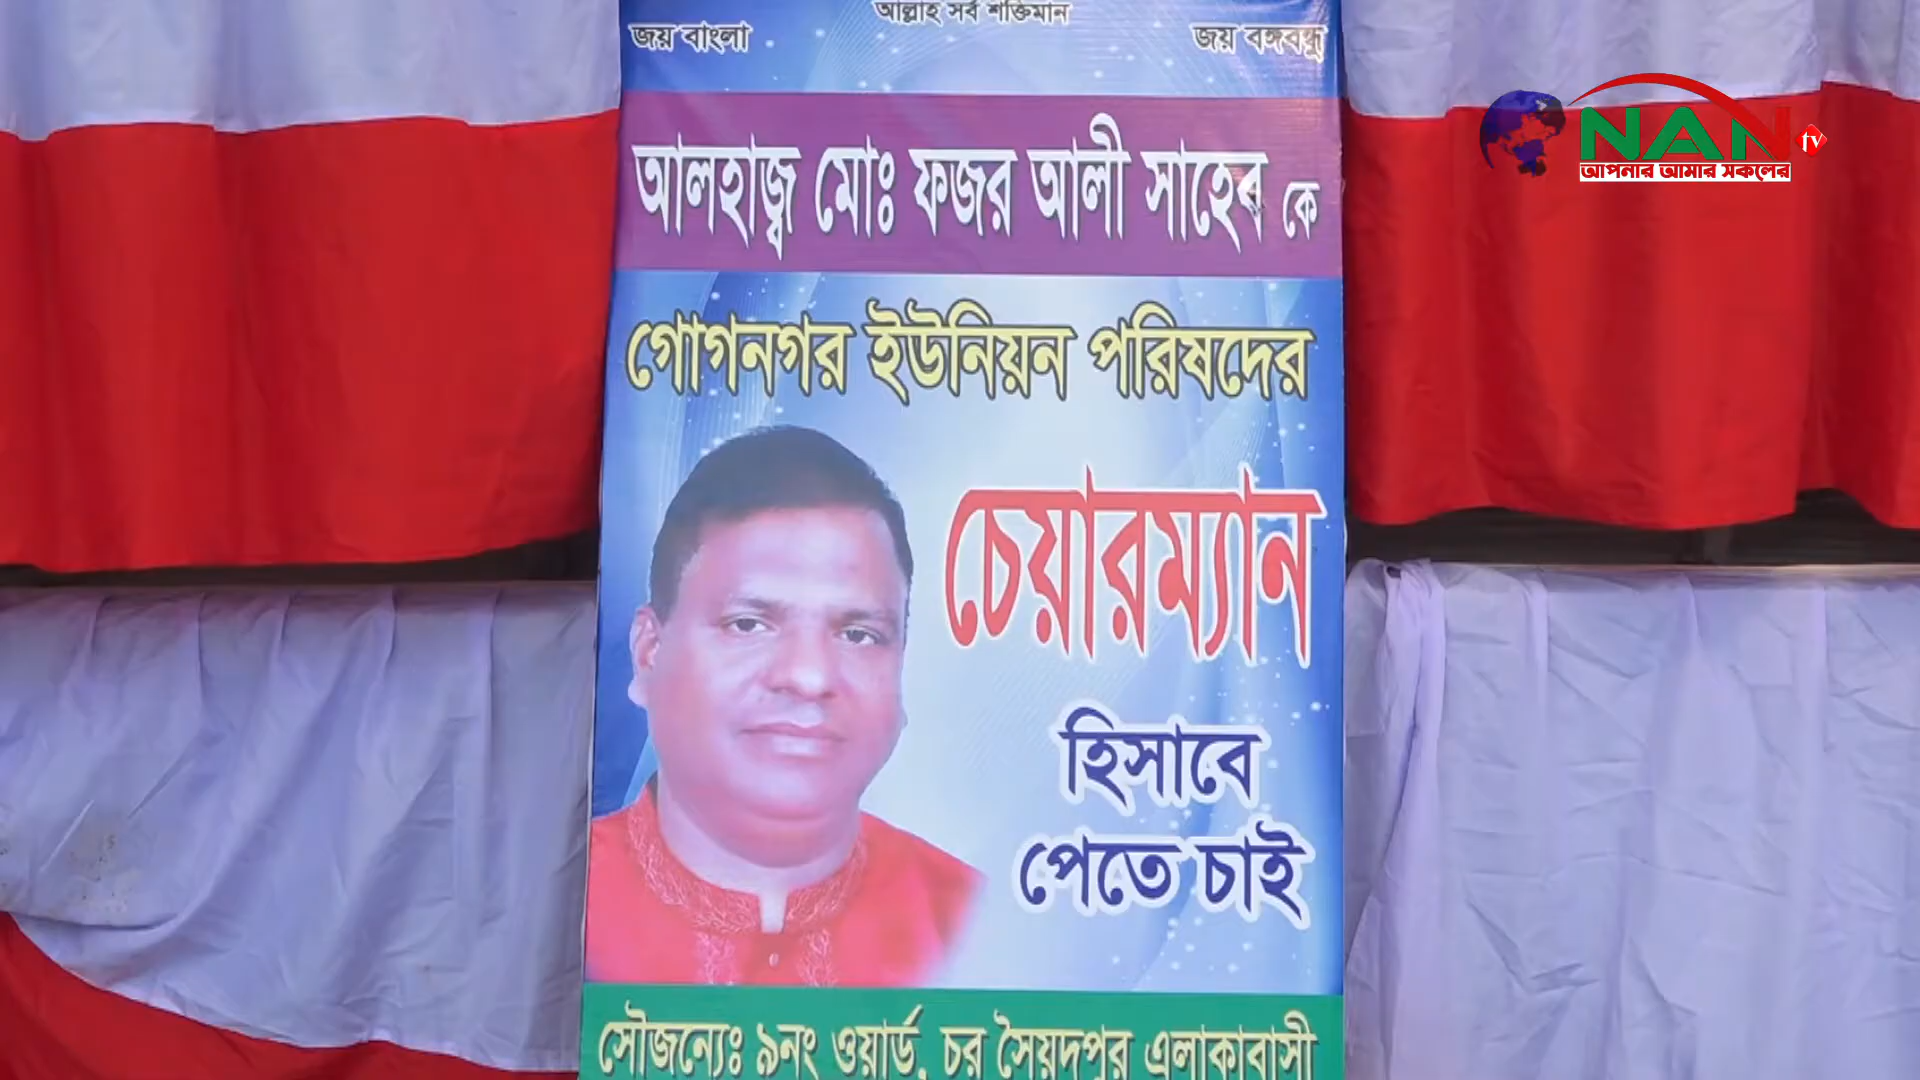 আল্লাহ সর্ব শক্তিমান
জয় বাংলা
জয় বঙ্গবন্ধু
NAN tv
আপনার আমার সকলের
আলহাজ্ব মোঃ ফজর আলী সাহেব কে
গোগনগর ইউনিয়ন পরিষদের
চেয়ারম্যান
হিসাবে
পেতে চাই
সৌজন্যেঃ ৯নং ওয়ার্ড, চর সৈয়দপুর এলাকাবাসী